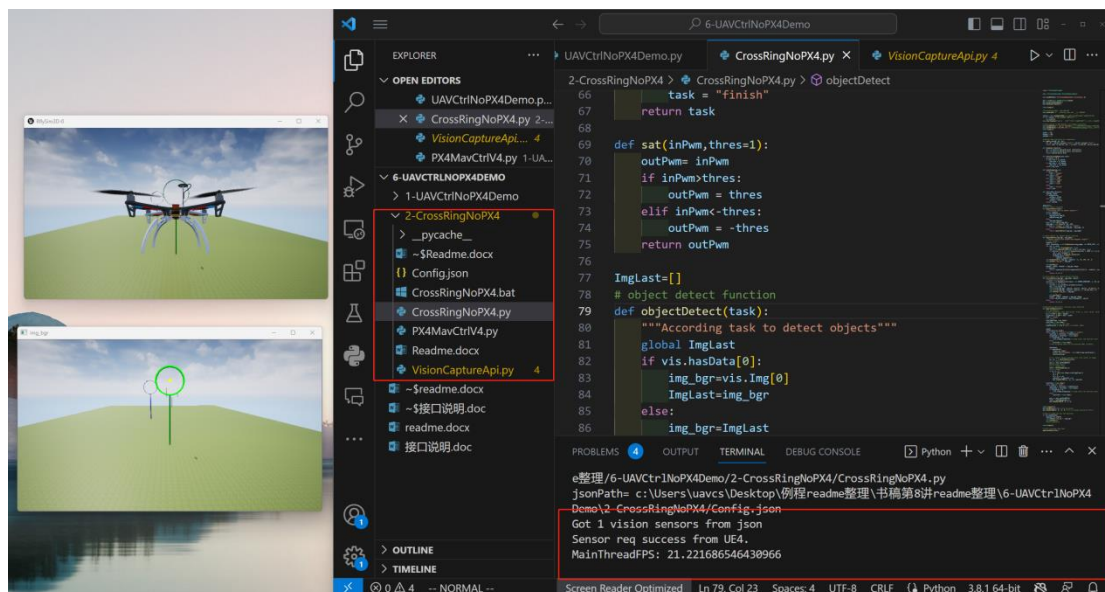 6-UAVCtrlNoPX4Demo
img_bgr
EXPLORER
OPEN EDITORS
UAVCtrlNoPX4Demo.p...
CrossRingNoPX4.py 2-...
VisionCaptureApi.... 4
PX4MavCtrlV4.py 1-UA...
6-UAVCTRLNOPX4DEMO
1-UAVCtrlNoPX4Demo
2-CrossRingNoPX4
__pycache__
~$Readme.docx
Config.json
CrossRingNoPX4.bat
CrossRingNoPX4.py
PX4MavCtrlV4.py
Readme.docx
VisionCaptureApi.py 4
~$readme.docx
~$接口说明.doc
readme.docx
接口说明.doc
OUTLINE
TIMELINE
UAVCtrlNoPX4Demo.py CrossRingNoPX4.py VisionCaptureApi.py 4
2-CrossRingNoPX4 > CrossRingNoPX4.py > objectDetect
66 task = "finish"
67 return task
68
69 def sat(inPwm,thres=1):
70 outPwm= inPwm
71 if inPwm>thres:
72 outPwm = thres
73 elif inPwm<-thres:
74 outPwm = -thres
75 return outPwm
76
77 ImgLast=[]
78 # object detect function
79 def objectDetect(task):
80 """According task to detect objects"""
81 global ImgLast
82 if vis.hasData[0]:
83 img_bgr=vis.Img[0]
84 ImgLast=img_bgr
85 else:
86 img_bgr=ImgLast
PROBLEMS 4 OUTPUT TERMINAL DEBUG CONSOLE Python
e整理/6-UAVCtrlNoPX4Demo/2-CrossRingNoPX4/CrossRingNoPX4.py
jsonPath= c:\Users\uavcs\Desktop\例程readme整理\书稿第8讲readme整理\6-UAVCtrlNoPX4
Demo\2-CrossRingNoPX4/Config.json
Got 1 vision sensors from json
Sensor req success from UE4.
MainThreadFPS: 21.221686546430966
0 4 -- NORMAL -- Screen Reader Optimized Ln 79, Col 23 Spaces: 4 UTF-8 CRLF Python 3.8.1 64-bit